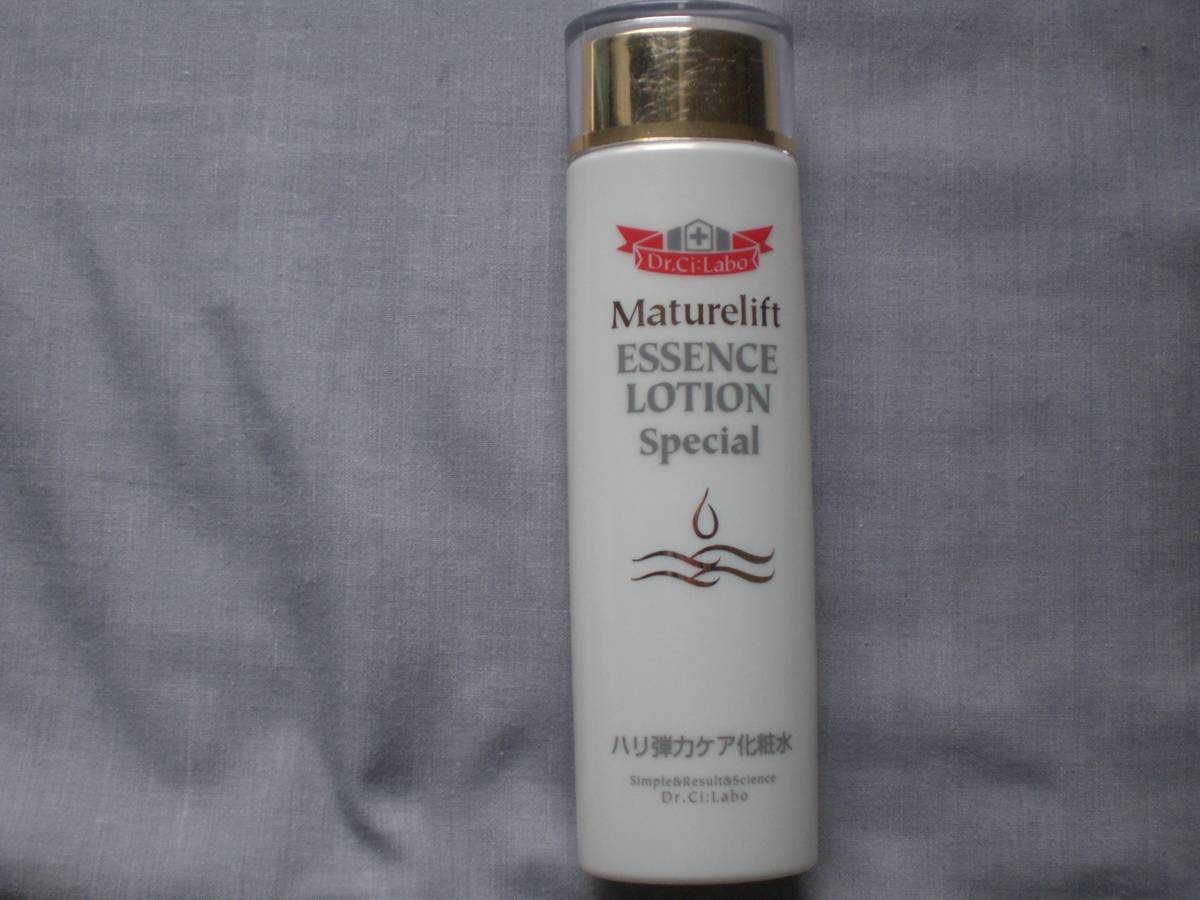 Dr.Ci:Labo
Maturelift
ESSENCE
LOTION
Special
ハリ弾力ケア化粧水
Simple&Result&Science
Dr.Ci:Labo